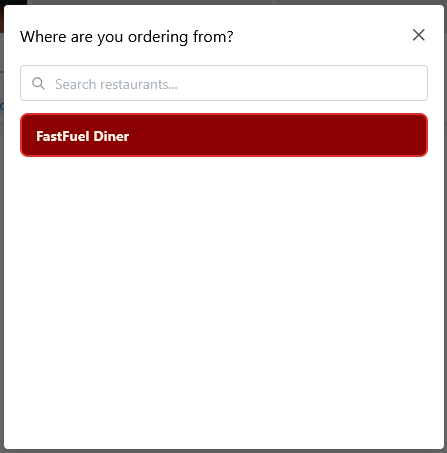 Where are you ordering from?
Search restaurants...
FastFuel Diner